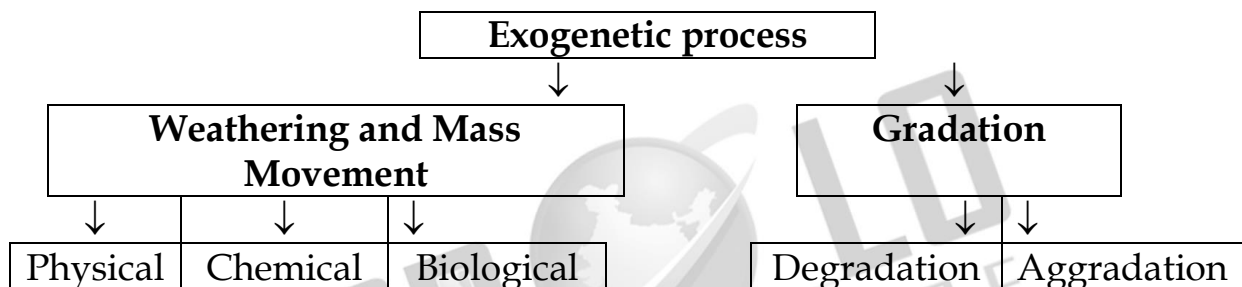 Exogenetic process
Weathering and Mass Movement
Gradation
Physical
Chemical
Biological
Degradation
Aggradation